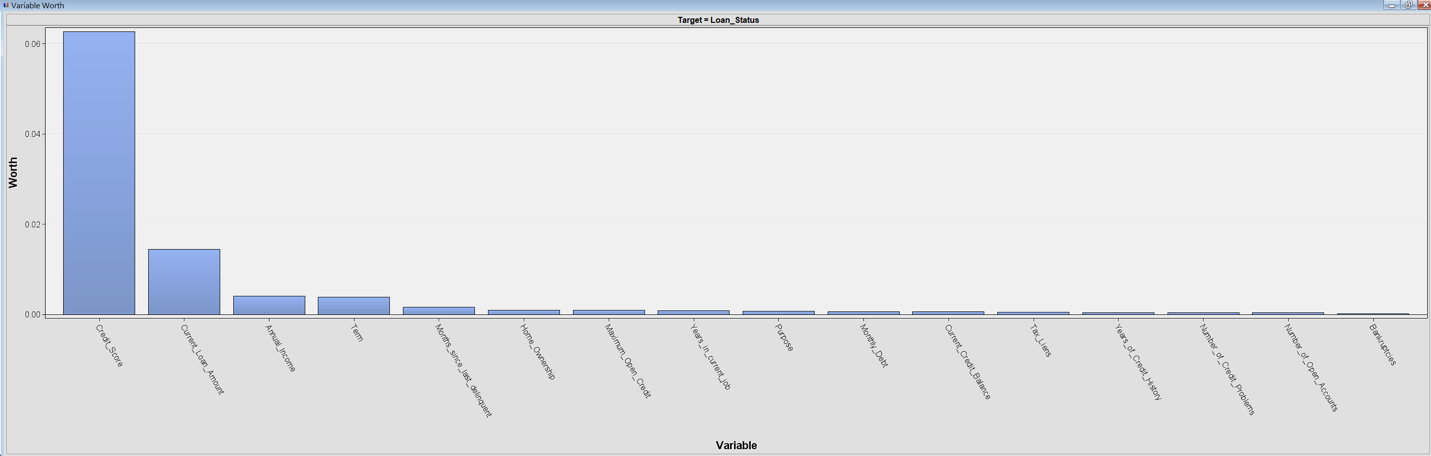 Variable Worth
Target = Loan_Status
Worth
0.06
0.04
0.02
0.00
Credit_Score
Current_Loan_Amount
Annual_Income
Term
Months_since_last_delinquent
Home_Ownership
Maximum_Open_Credit
Years_in_current_job
Purpose
Monthly_Debt
Current_Credit_Balance
Tax_Liens
Years_of_Credit_History
Number_of_Credit_Problems
Number_of_Open_Accounts
Bankruptcies
Variable